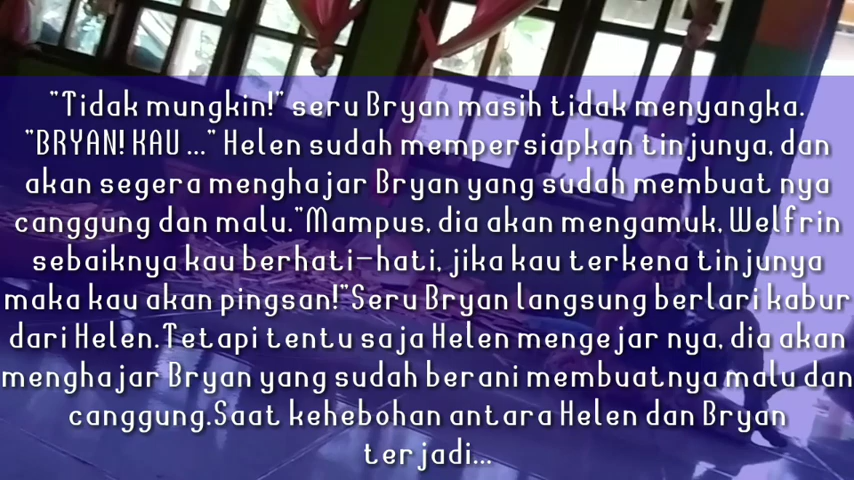 "Tidak mungkin!" seru Bryan masih tidak menyangka.
"BRYAN! KAU ..." Helen sudah mempersiapkan tinjunya, dan
akan segera menghajar Bryan yang sudah membuat nya
canggung dan malu."Mampus, dia akan mengamuk, Welfrin
sebaiknya kau berhati-hati, jika kau terkena tinjunya
maka kau akan pingsan!"Seru Bryan langsung berlari kabur
dari Helen.Tetapi tentu saja Helen mengejar nya, dia akan
menghajar Bryan yang sudah berani membuatnya malu dan
canggung.Saat kehebohan antara Helen dan Bryan
terjadi...